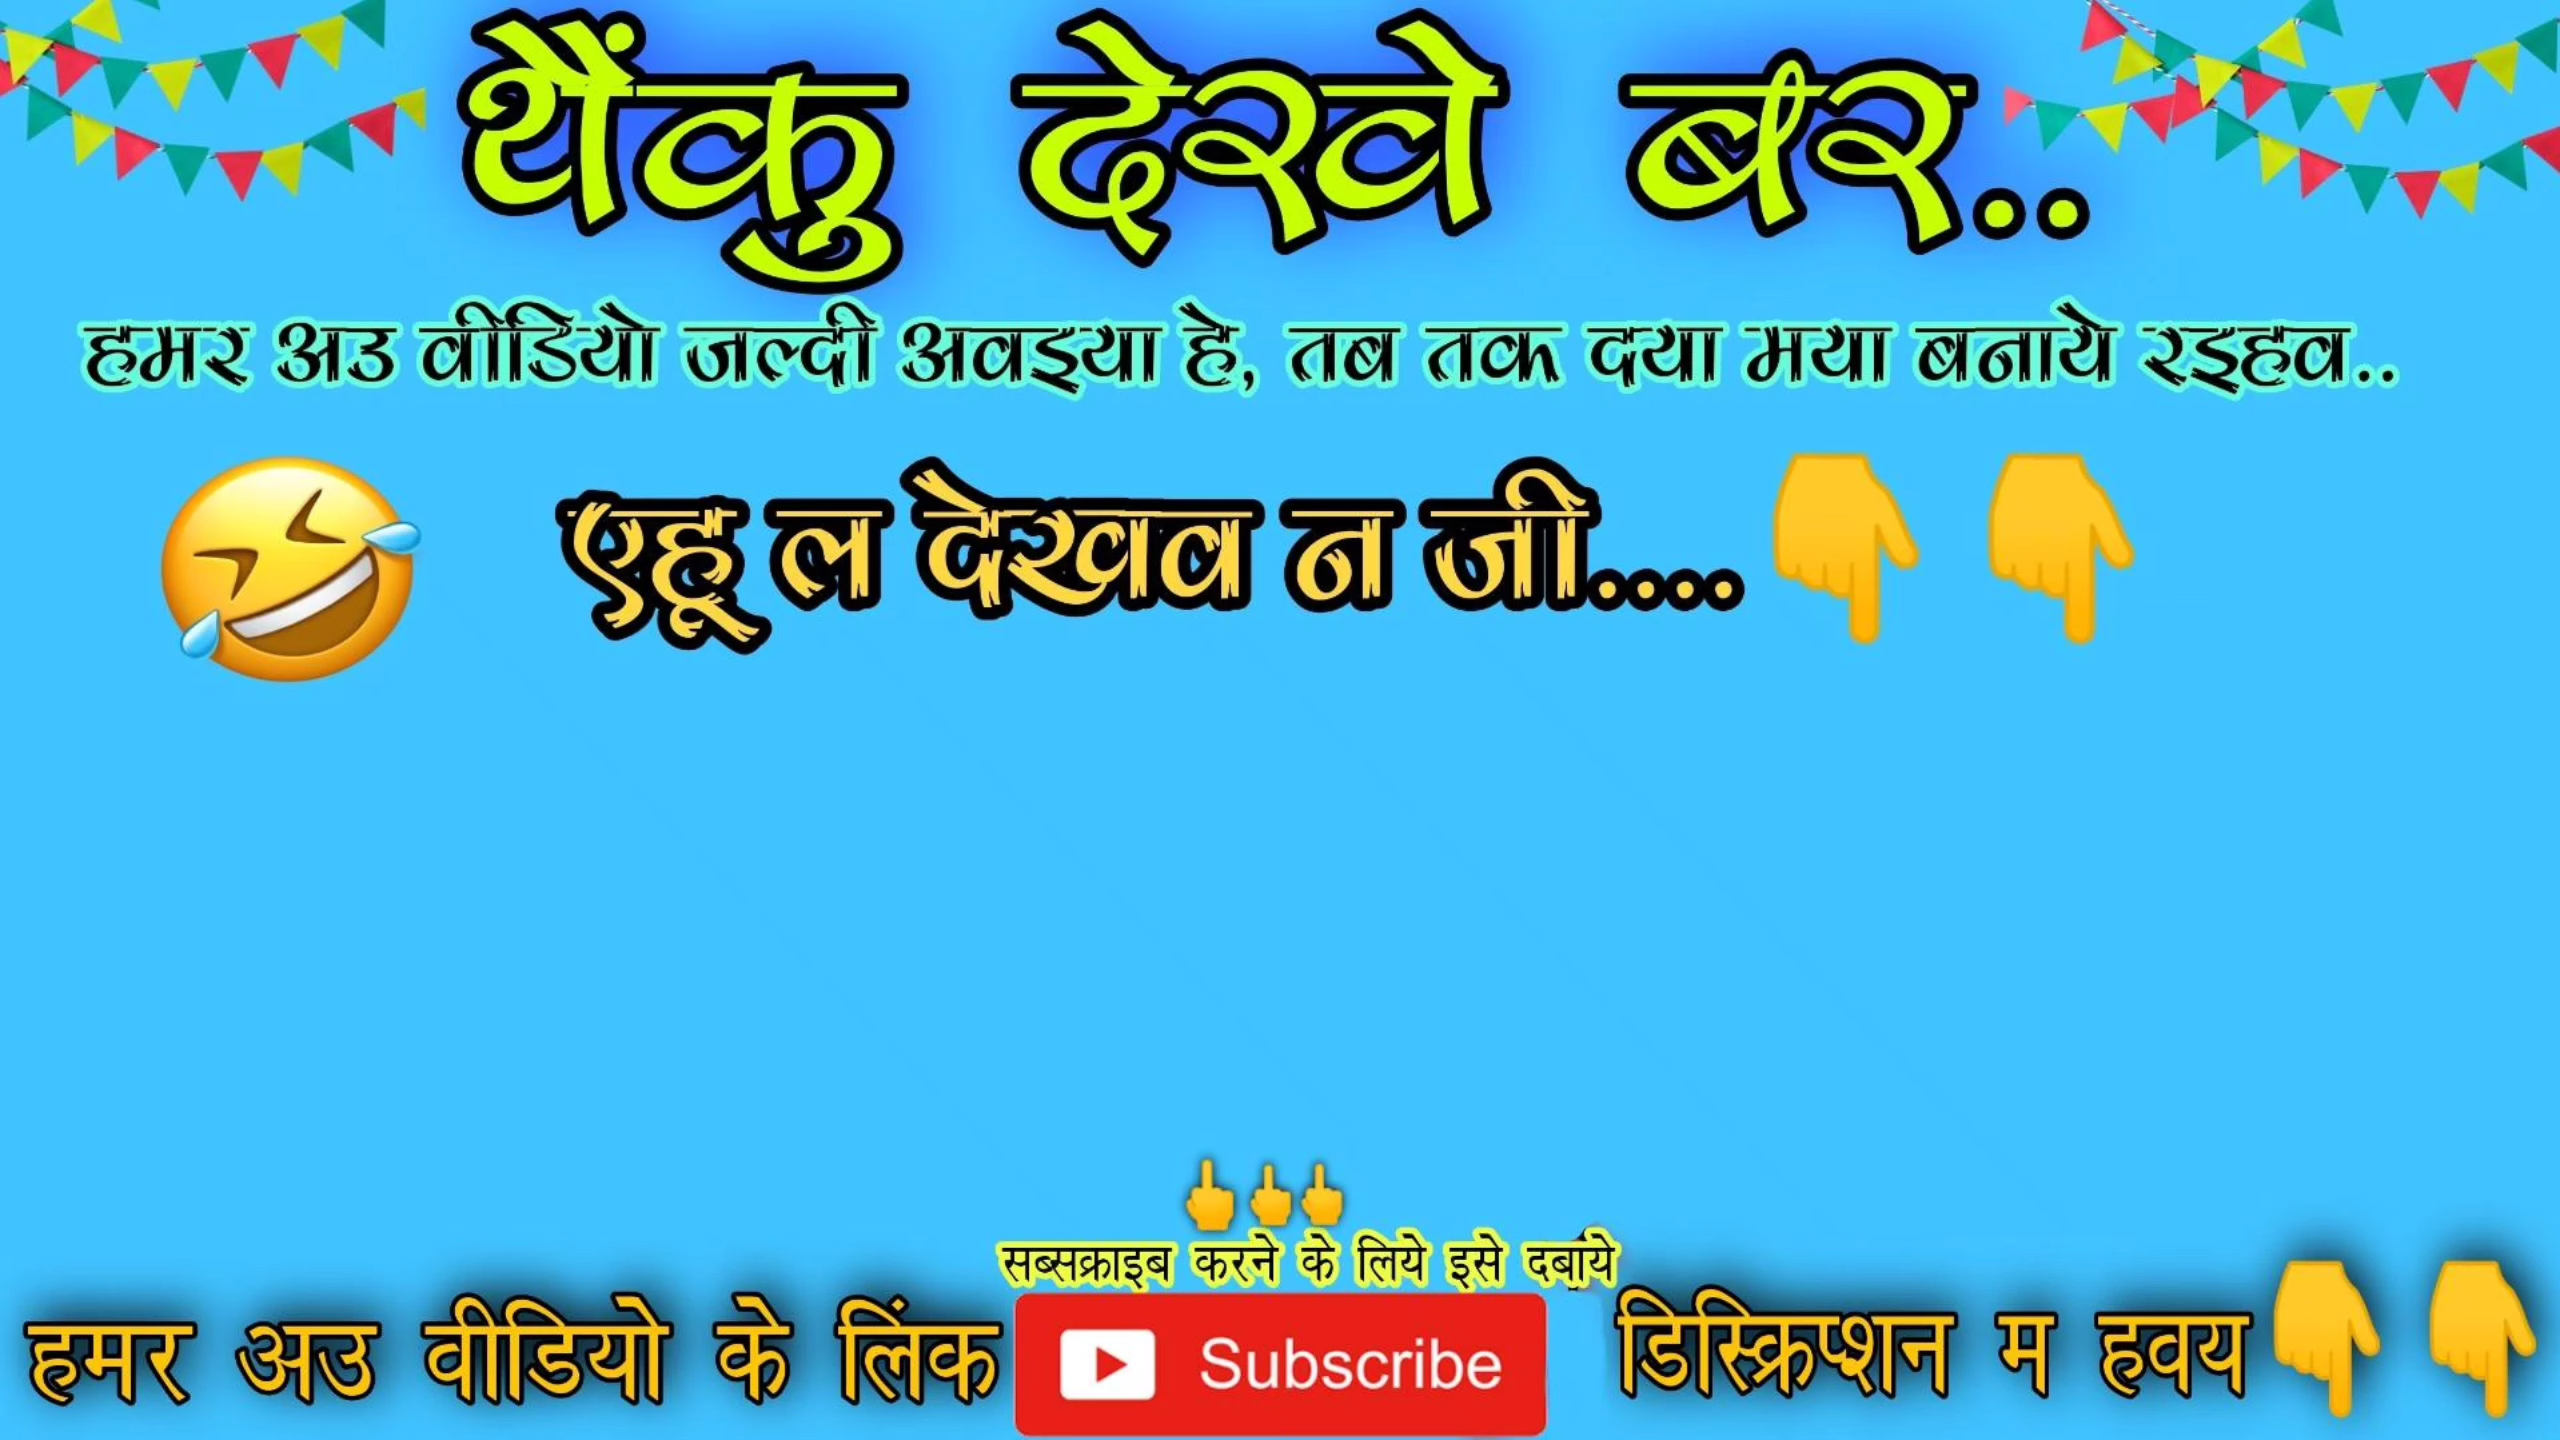 थैंकु देखे बर..
हमर अउ वीडियो जल्दी अवइया हे, तब तक दया मया बनाये रइहव..
एहू ल देखव न जी....
सब्सक्राइब करने के लिये इसे दबाये
हमर अउ वीडियो के लिंक Subscribe डिस्क्रिप्शन म हवय